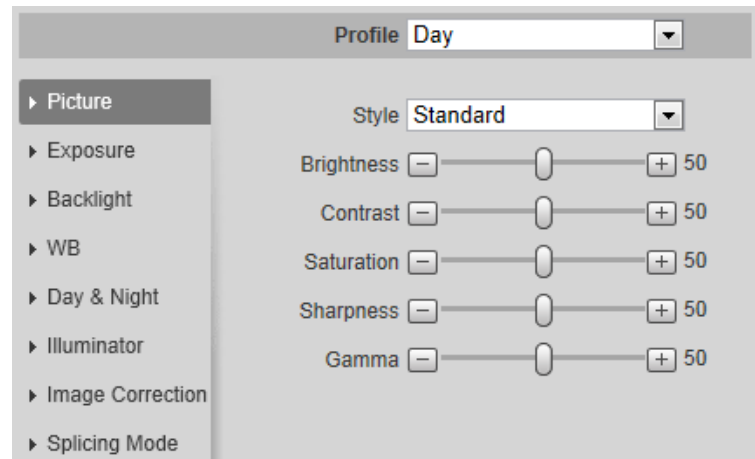 Profile Day
Picture
Style Standard
Exposure
Brightness 50
Backlight
Contrast 50
WB
Saturation 50
Day & Night
Sharpness 50
Illuminator
Gamma 50
Image Correction
Splicing Mode